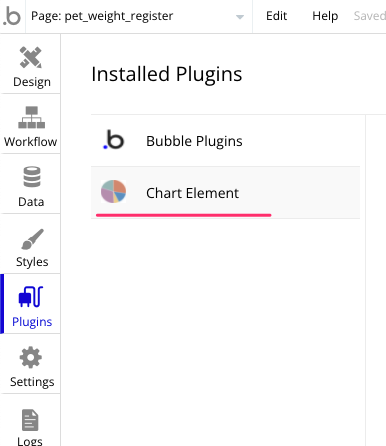 .b Page: pet_weight_register Edit Help Saved
Installed Plugins
Design
.b Bubble Plugins
Workflow
Chart Element
Data
Styles
Plugins
Settings
Logs